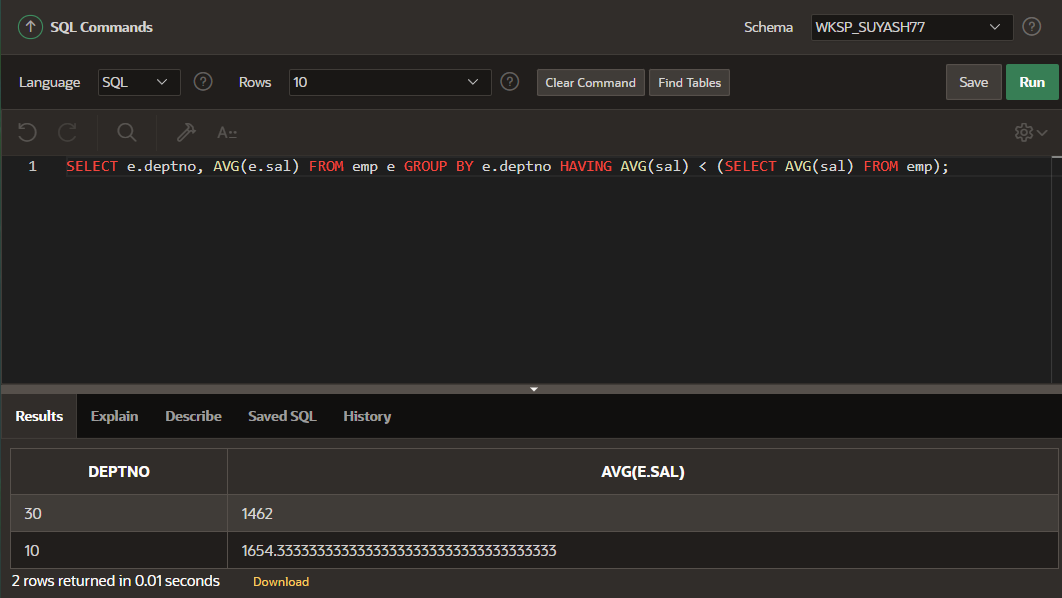 SQL Commands Schema WKSP_SUYASH77
Language SQL Rows 10 Clear Command Find Tables Save Run
A::
1 SELECT e.deptno, AVG(e.sal) FROM emp e GROUP BY e.deptno HAVING AVG(sal) < (SELECT AVG(sal) FROM emp);
Results Explain Describe Saved SQL History
DEPTNO AVG(E.SAL)
30 1462
10 1654.33333333333333333333333333333333333
2 rows returned in 0.01 seconds Download